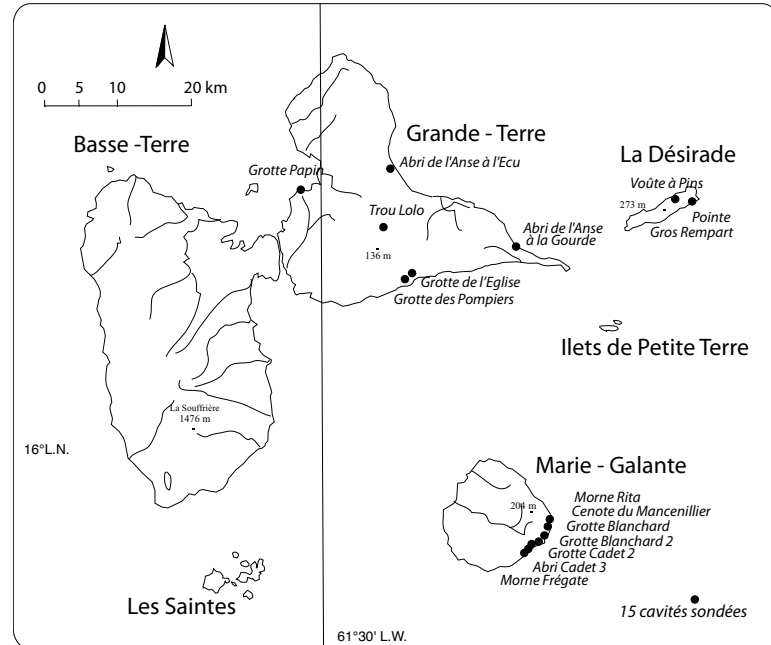 0 5 10 20 km
Basse -Terre
Grande - Terre
La Désirade
Grotte Papin
Abri de l'Anse à l'Ecu
Voûte à Pins
273 m
Pointe
Gros Rempart
Trou Lolo
136 m
Abri de l'Anse
à la Gourde
Grotte de l'Eglise
Grotte des Pompiers
Ilets de Petite Terre
La Souffrière
1476 m
16°L.N.
Marie - Galante
204 m
Morne Rita
Cenote du Mancenillier
Grotte Blanchard
Grotte Blanchard 2
Grotte Cadet 2
Abri Cadet 3
Morne Frégate
Les Saintes
15 cavités sondées
61°30' L.W.